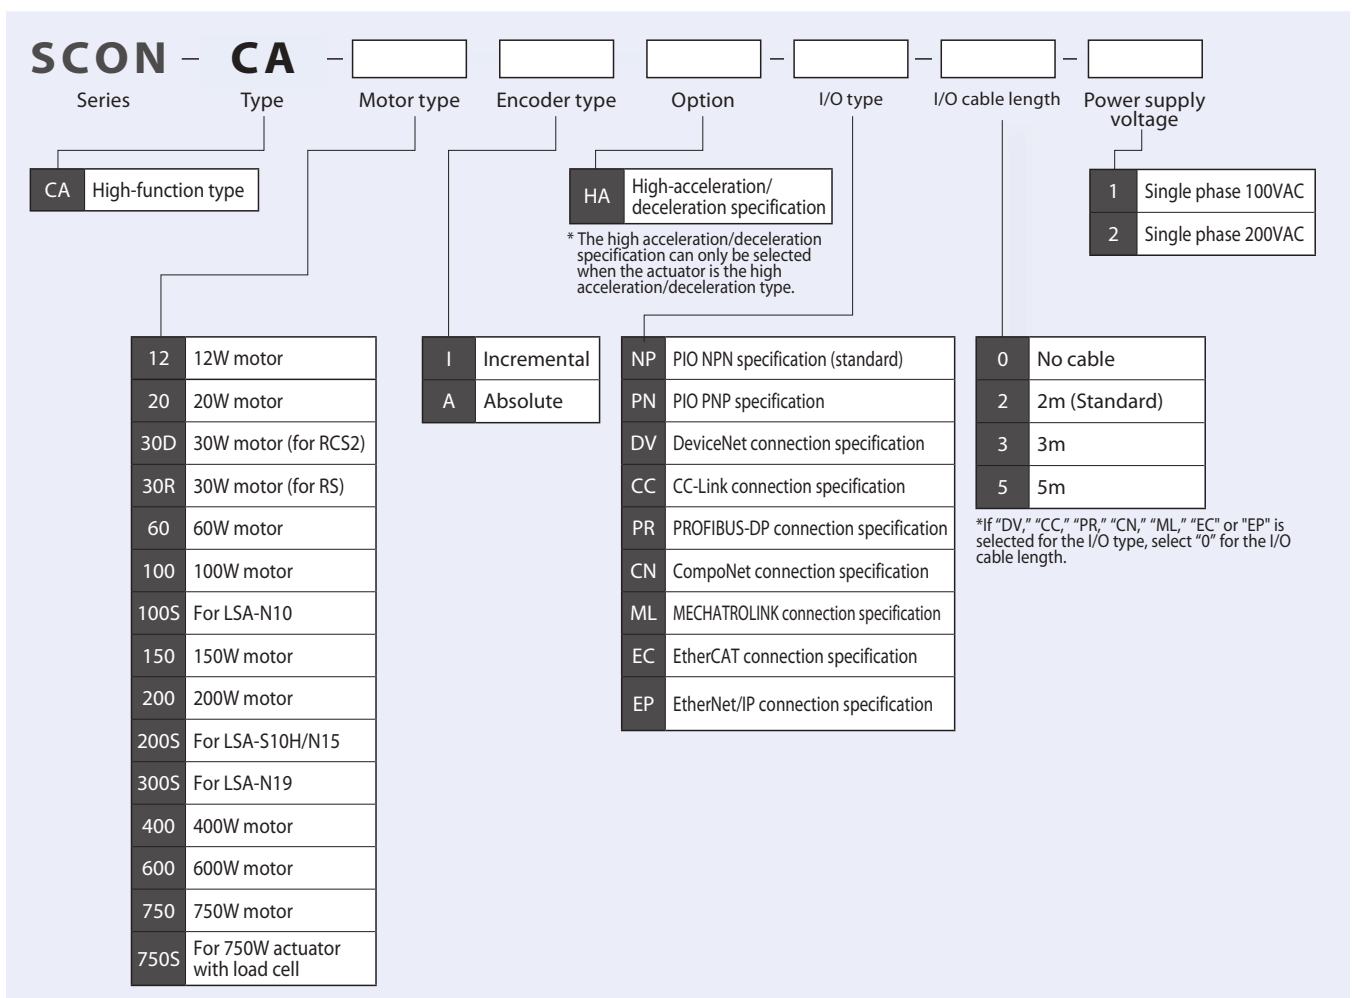 SCON – CA –
Series Type Motor type Encoder type Option I/O type I/O cable length Power supply
voltage
CA High-function type
HA High-acceleration/
deceleration specification
* The high acceleration/deceleration
specification can only be selected
when the actuator is the high
acceleration/deceleration type.
1 Single phase 100VAC
2 Single phase 200VAC
12 12W motor
20 20W motor
30D 30W motor (for RCS2)
30R 30W motor (for RS)
60 60W motor
100 100W motor
100S For LSA-N10
150 150W motor
200 200W motor
200S For LSA-S10H/N15
300S For LSA-N19
400 400W motor
600 600W motor
750 750W motor
750S For 750W actuator
with load cell
I Incremental
A Absolute
NP PIO NPN specification (standard)
PN PIO PNP specification
DV DeviceNet connection specification
CC CC-Link connection specification
PR PROFIBUS-DP connection specification
CN CompoNet connection specification
ML MECHATROLINK connection specification
EC EtherCAT connection specification
EP EtherNet/IP connection specification
0 No cable
2 2m (Standard)
3 3m
5 5m
*If “DV,” “CC,” “PR,” “CN,” “ML,” “EC" or "EP" is
selected for the I/O type, select “0” for the I/O
cable length.